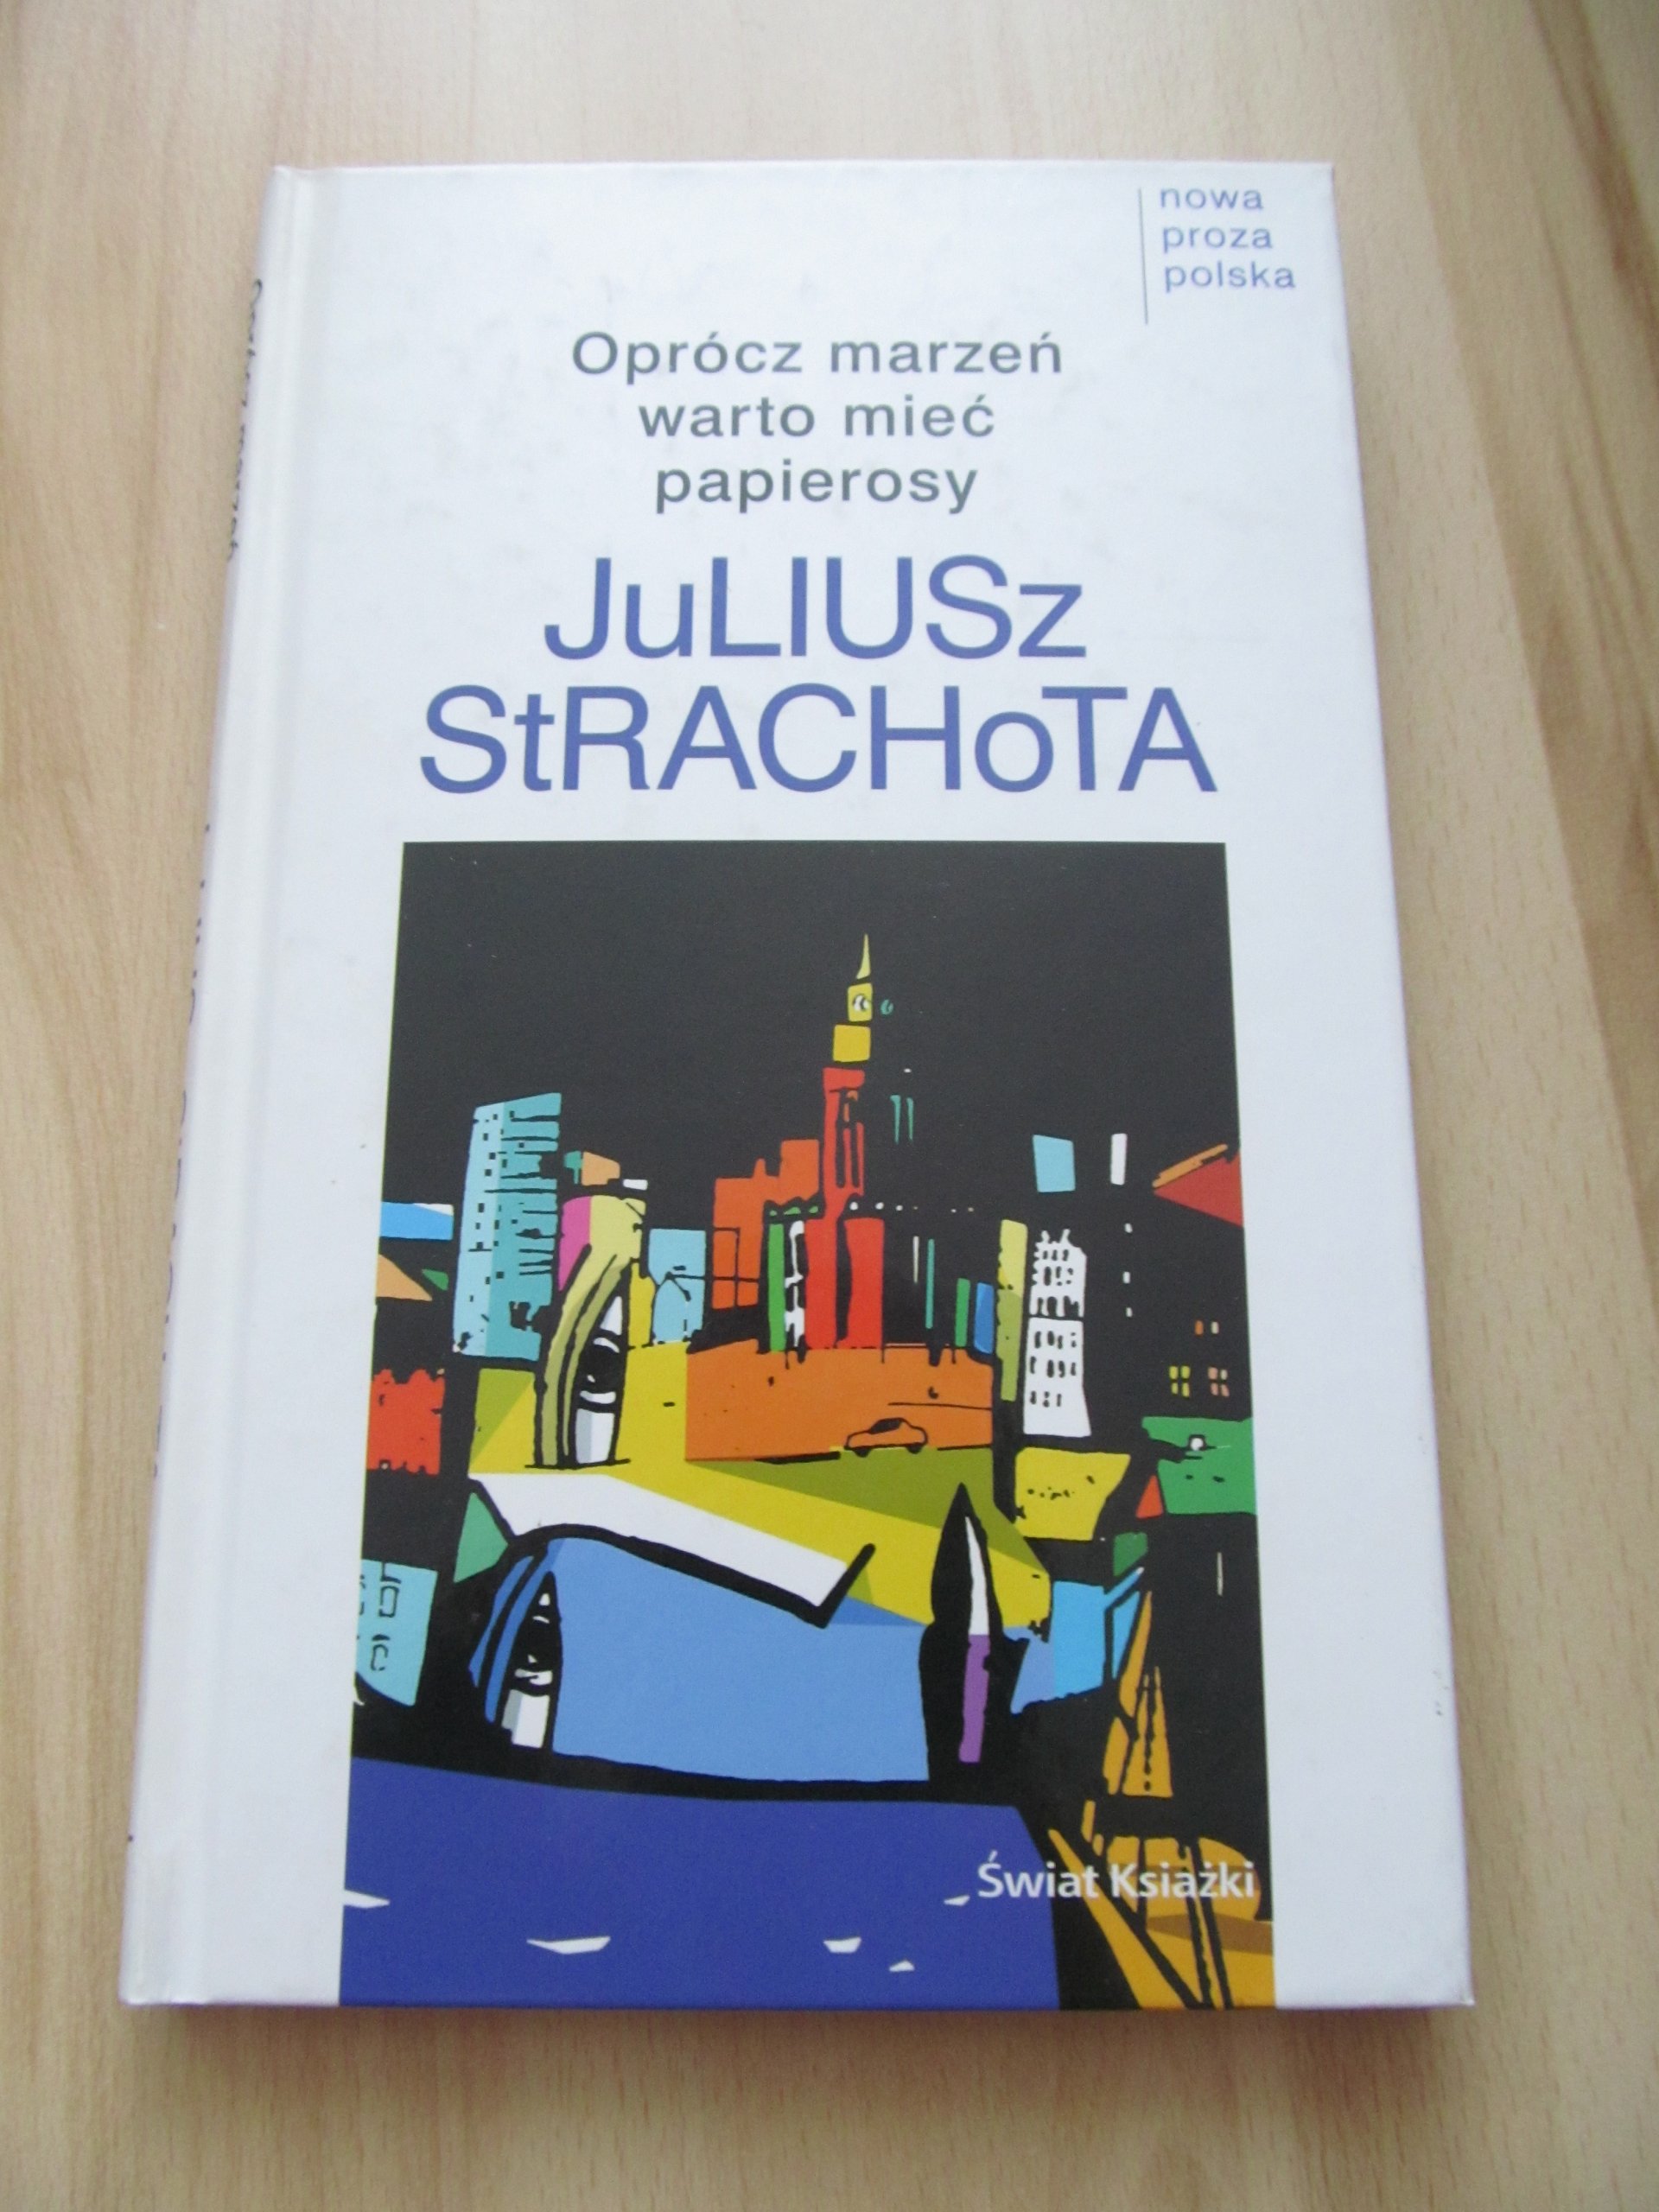 nowa
proza
polska
Oprócz marzeń
warto mieć
papierosy
JuLIUSz
StRACHoTA
Świat Książki